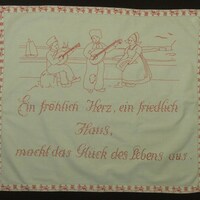 Ein fröhlich Herz, ein friedlich
Haus,
macht das Glück des Lebens aus